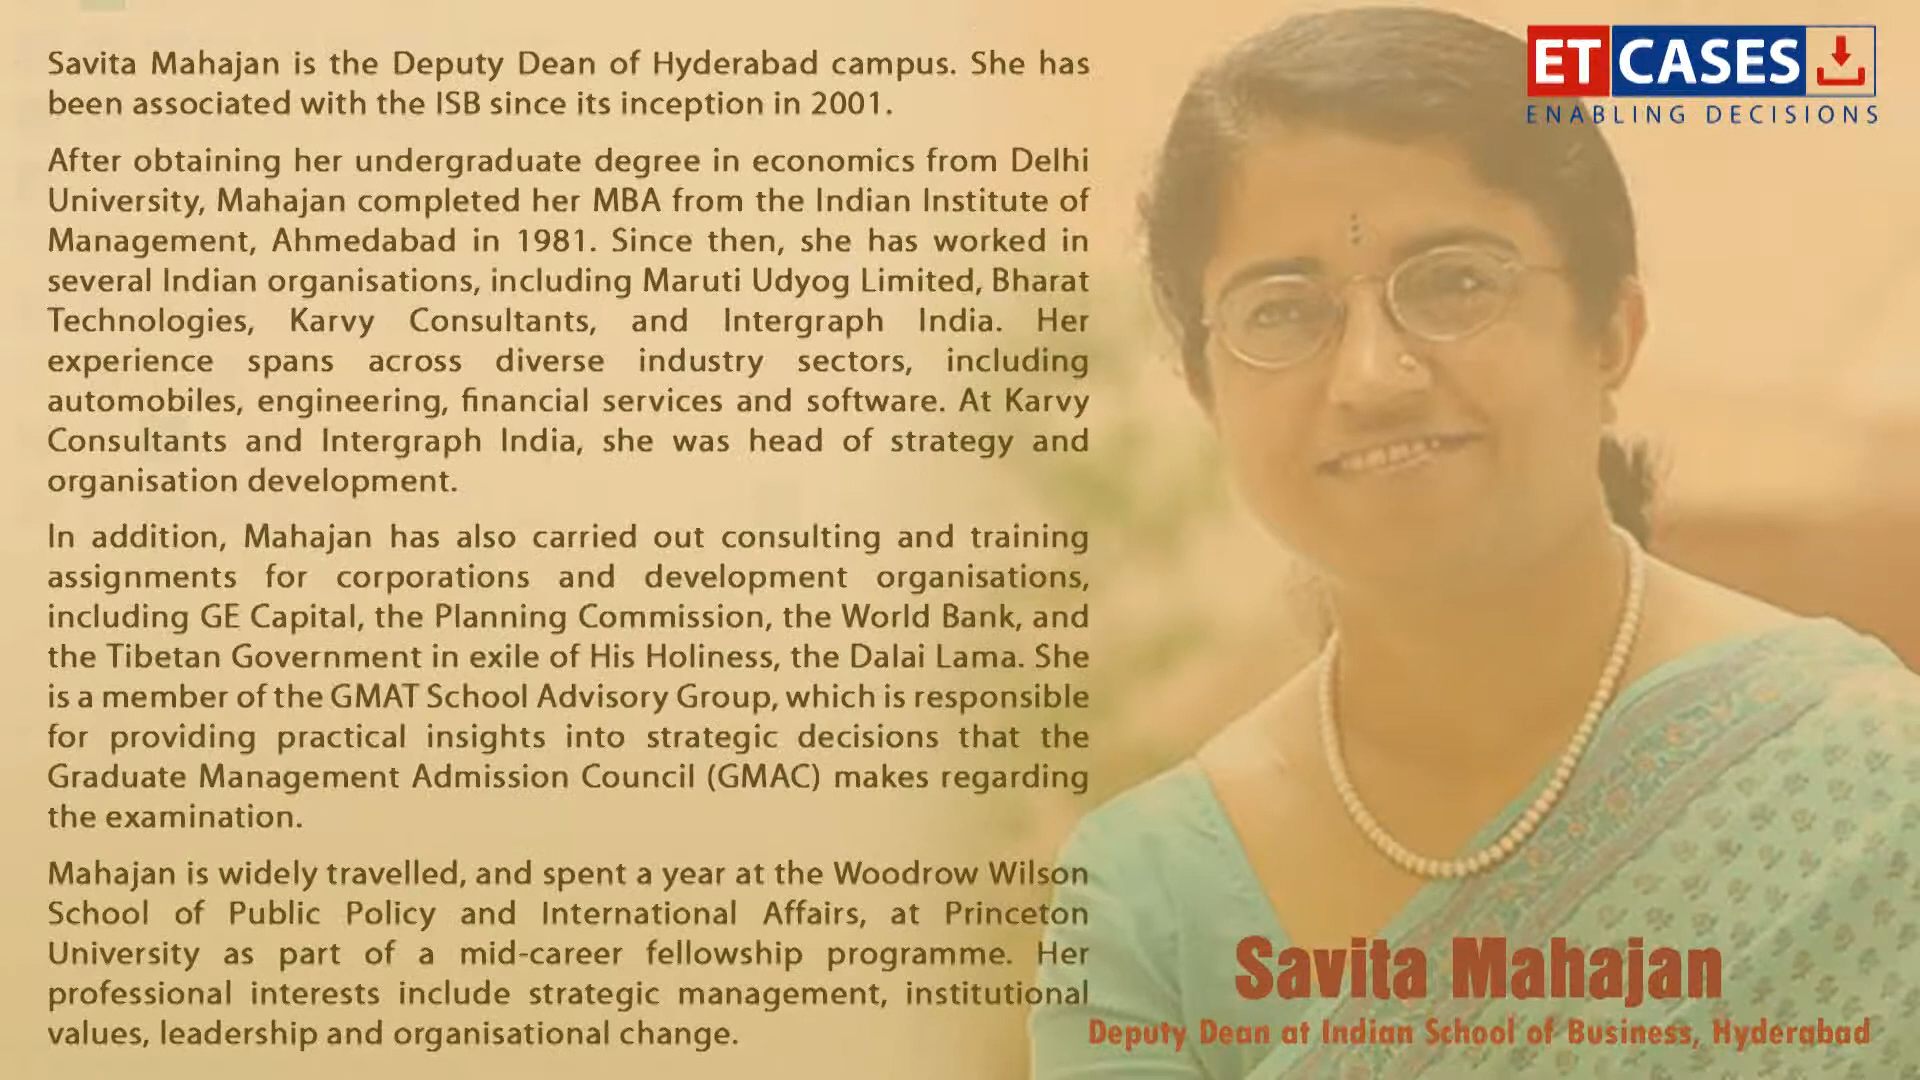 Savita Mahajan is the Deputy Dean of Hyderabad campus. She has
been associated with the ISB since its inception in 2001.
After obtaining her undergraduate degree in economics from Delhi
University, Mahajan completed her MBA from the Indian Institute of
Management, Ahmedabad in 1981. Since then, she has worked in
several Indian organisations, including Maruti Udyog Limited, Bharat
Technologies, Karvy Consultants, and Intergraph India. Her
experience spans across diverse industry sectors, including
automobiles, engineering, financial services and software. At Karvy
Consultants and Intergraph India, she was head of strategy and
organisation development.
In addition, Mahajan has also carried out consulting and training
assignments for corporations and development organisations,
including GE Capital, the Planning Commission, the World Bank, and
the Tibetan Government in exile of His Holiness, the Dalai Lama. She
is a member of the GMAT School Advisory Group, which is responsible
for providing practical insights into strategic decisions that the
Graduate Management Admission Council (GMAC) makes regarding
the examination.
Mahajan is widely travelled, and spent a year at the Woodrow Wilson
School of Public Policy and International Affairs, at Princeton
University as part of a mid-career fellowship programme. Her
professional interests include strategic management, institutional
values, leadership and organisational change.
ET CASES
ENABLING DECISIONS
Savita Mahajan
Deputy Dean at Indian School of Business, Hyderabad